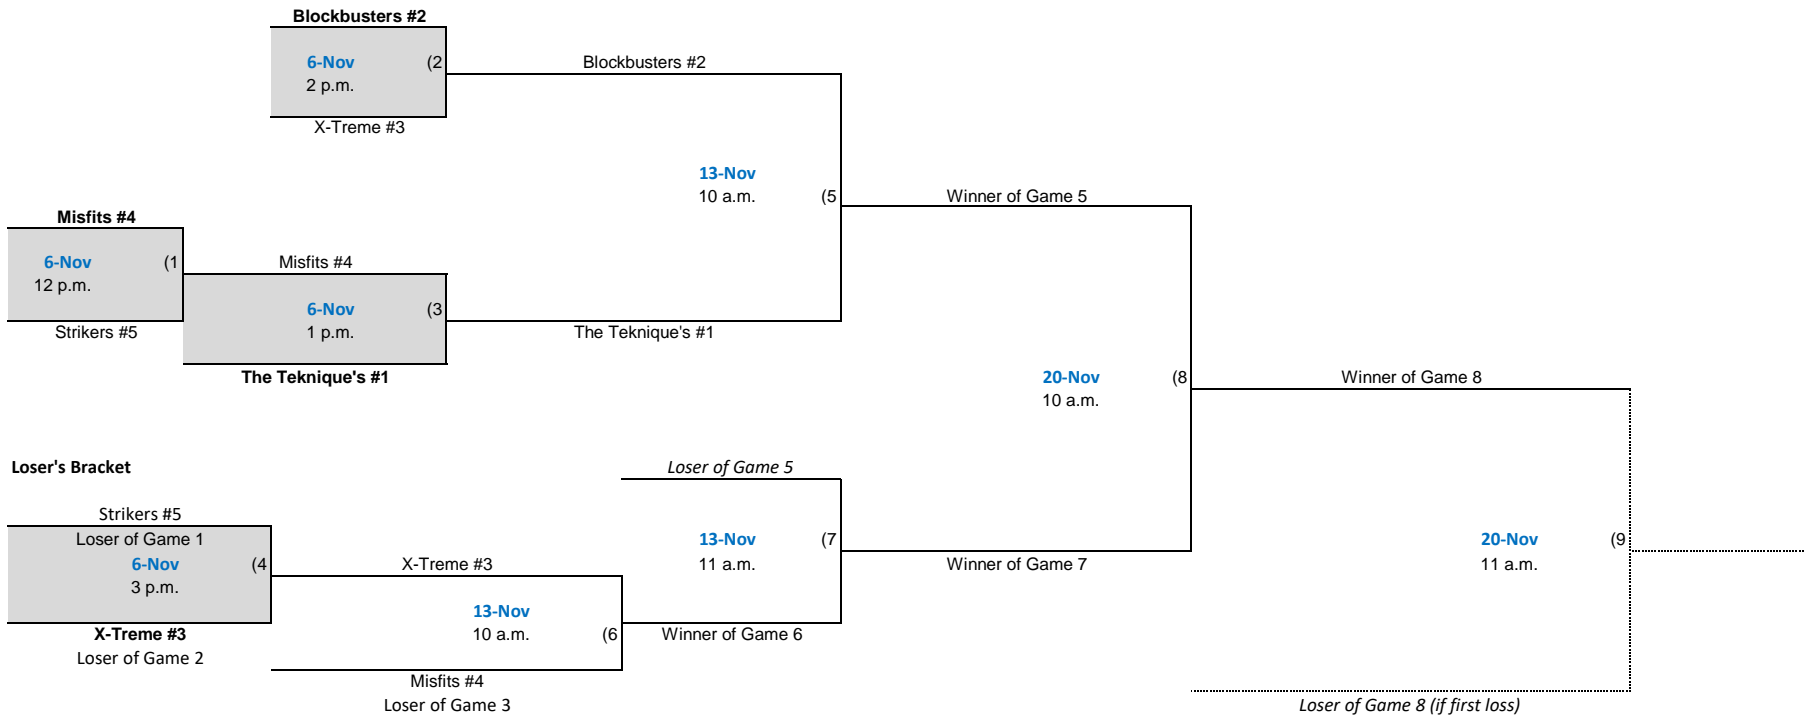 Blockbusters #2
6-Nov (2
2 p.m.
Blockbusters #2
X-Treme #3
13-Nov
10 a.m. (5
Winner of Game 5
Misfits #4
6-Nov (1
12 p.m.
Misfits #4
Strikers #5
6-Nov (3
1 p.m.
The Teknique's #1
The Teknique's #1
20-Nov (8
10 a.m.
Winner of Game 8
Loser's Bracket
Loser of Game 5
Strikers #5
Loser of Game 1
6-Nov (4
3 p.m.
X-Treme #3
13-Nov (7
11 a.m.
Winner of Game 7
20-Nov (9
11 a.m.
13-Nov
10 a.m. (6
Winner of Game 6
X-Treme #3
Loser of Game 2
Misfits #4
Loser of Game 3
Loser of Game 8 (if first loss)